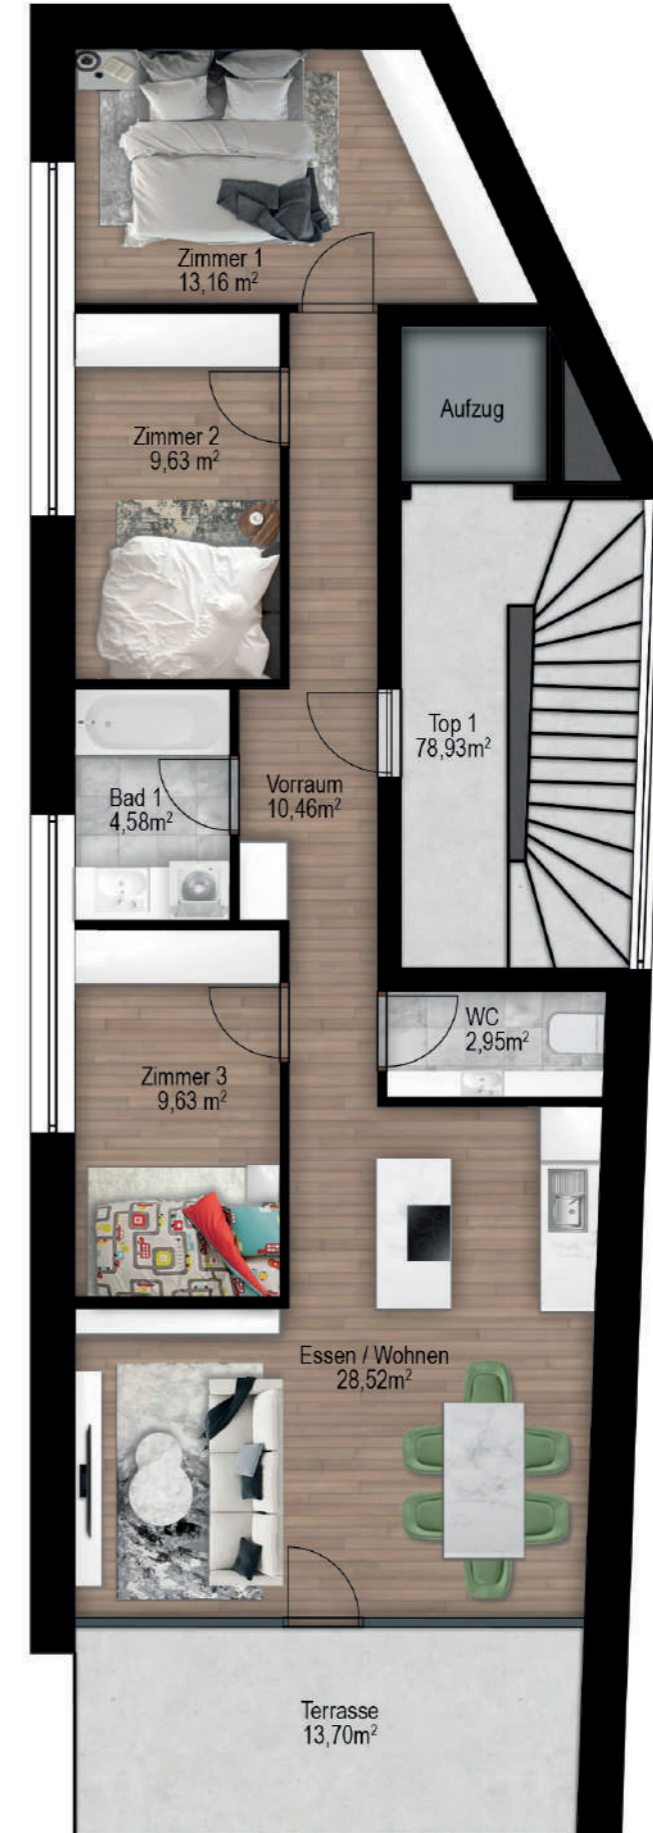 Zimmer 1
13,16 m²
Aufzug
Zimmer 2
9,63 m²
Top 1
78,93m²
Vorraum
10,46m²
Bad 1
4,58m²
WC
2,95m²
Zimmer 3
9,63 m²
Essen / Wohnen
28,52m²
Terrasse
13,70m²